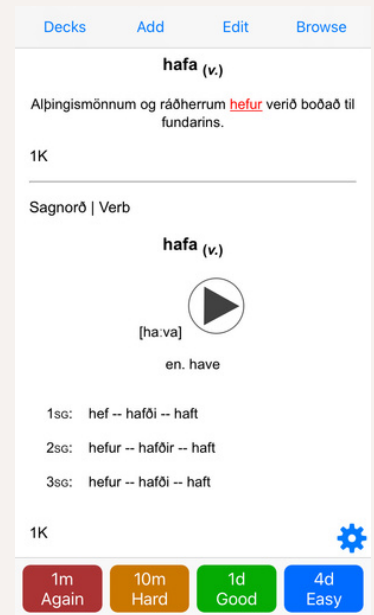 Decks Add Edit Browse
hafa (v.)
Alþingismönnum og ráðherrum hefur verið boðað til
fundarins.
1K
Sagnorð | Verb
hafa (v.)
[haːva]
en. have
1SG: hef -- hafði -- haft
2SG: hefur -- hafðir -- haft
3SG: hefur -- hafði -- haft
1K
1m 10m 1d 4d
Again Hard Good Easy